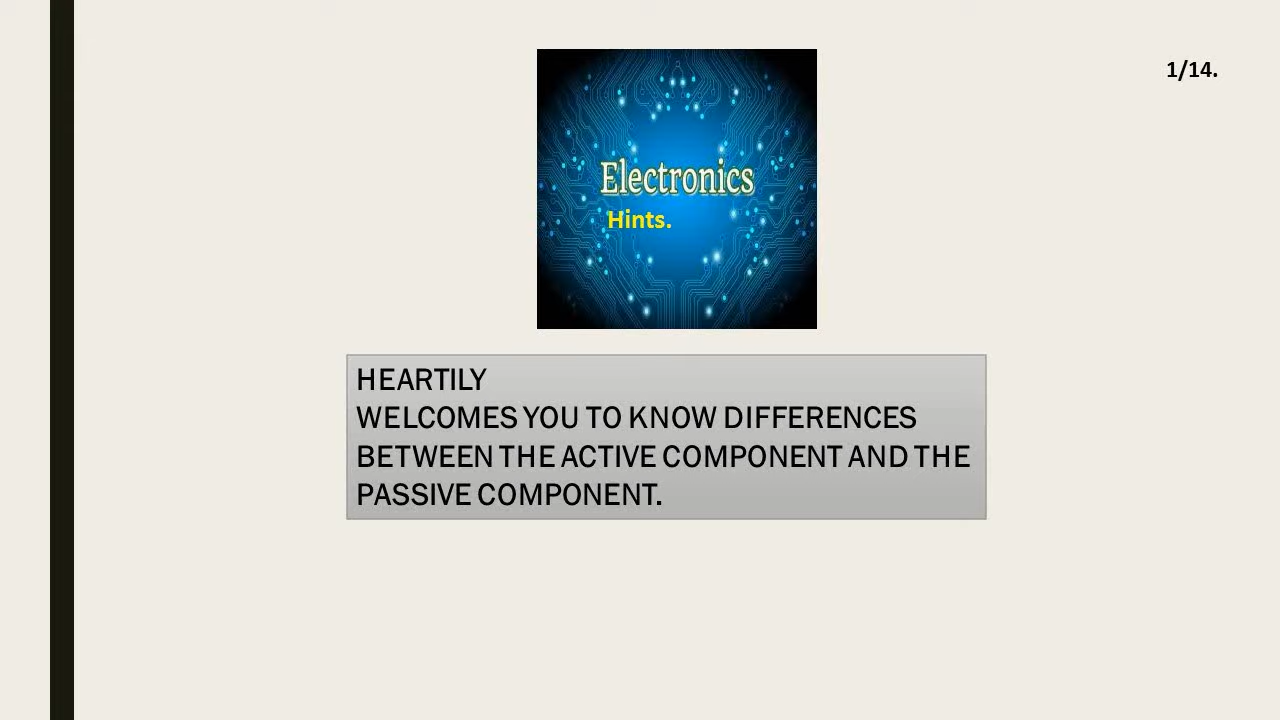 1/14.
Electronics
Hints.
HEARTILY
WELCOMES YOU TO KNOW DIFFERENCES
BETWEEN THE ACTIVE COMPONENT AND THE
PASSIVE COMPONENT.